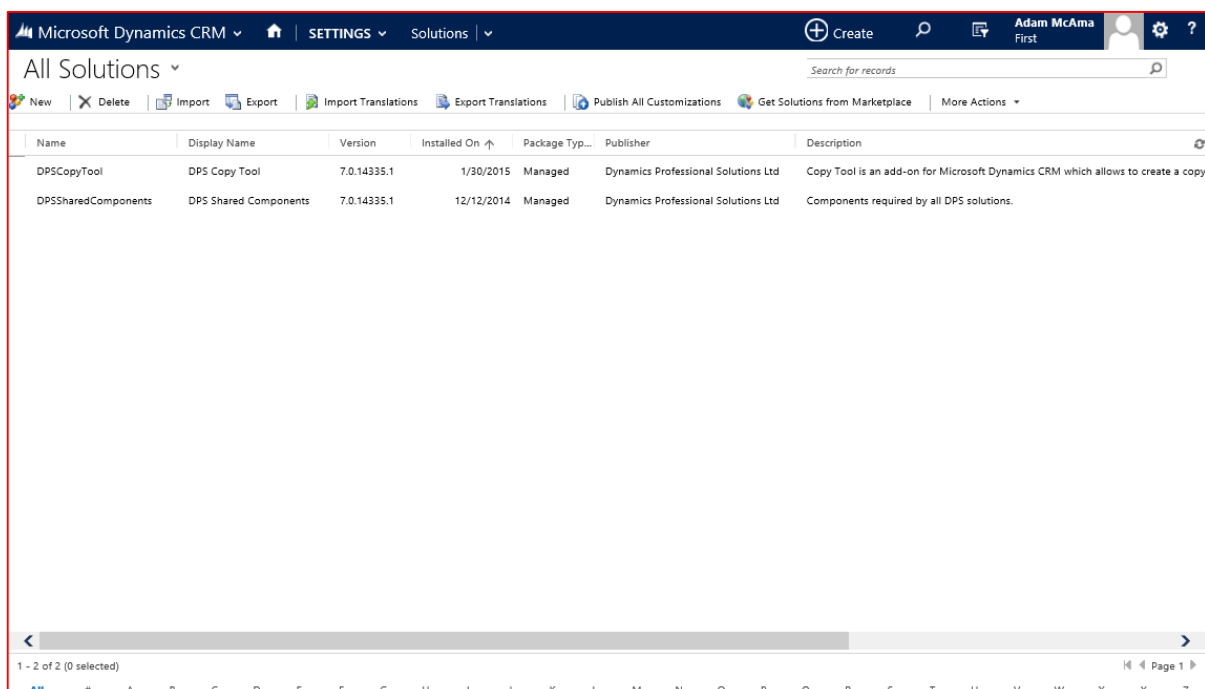 Microsoft Dynamics CRM SETTINGS Solutions Create Adam McAma ?
First
All Solutions Search for records
New Delete Import Export Import Translations Export Translations Publish All Customizations Get Solutions from Marketplace More Actions
Name Display Name Version Installed On Package Typ... Publisher Description
DPSCopyTool DPS Copy Tool 7.0.14335.1 1/30/2015 Managed Dynamics Professional Solutions Ltd Copy Tool is an add-on for Microsoft Dynamics CRM which allows to create a copy
DPSSharedComponents DPS Shared Components 7.0.14335.1 12/12/2014 Managed Dynamics Professional Solutions Ltd Components required by all DPS solutions.
1 - 2 of 2 (0 selected) Page 1